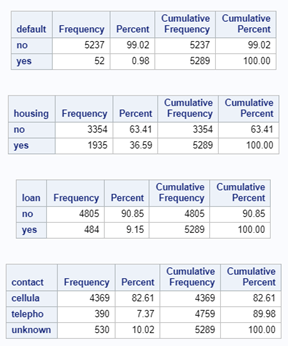 default Frequency Percent Cumulative Frequency Cumulative Percent
no 5237 99.02 5237 99.02
yes 52 0.98 5289 100.00
housing Frequency Percent Cumulative Frequency Cumulative Percent
no 3354 63.41 3354 63.41
yes 1935 36.59 5289 100.00
loan Frequency Percent Cumulative Frequency Cumulative Percent
no 4805 90.85 4805 90.85
yes 484 9.15 5289 100.00
contact Frequency Percent Cumulative Frequency Cumulative Percent
cellula 4369 82.61 4369 82.61
telepho 390 7.37 4759 89.98
unknown 530 10.02 5289 100.00